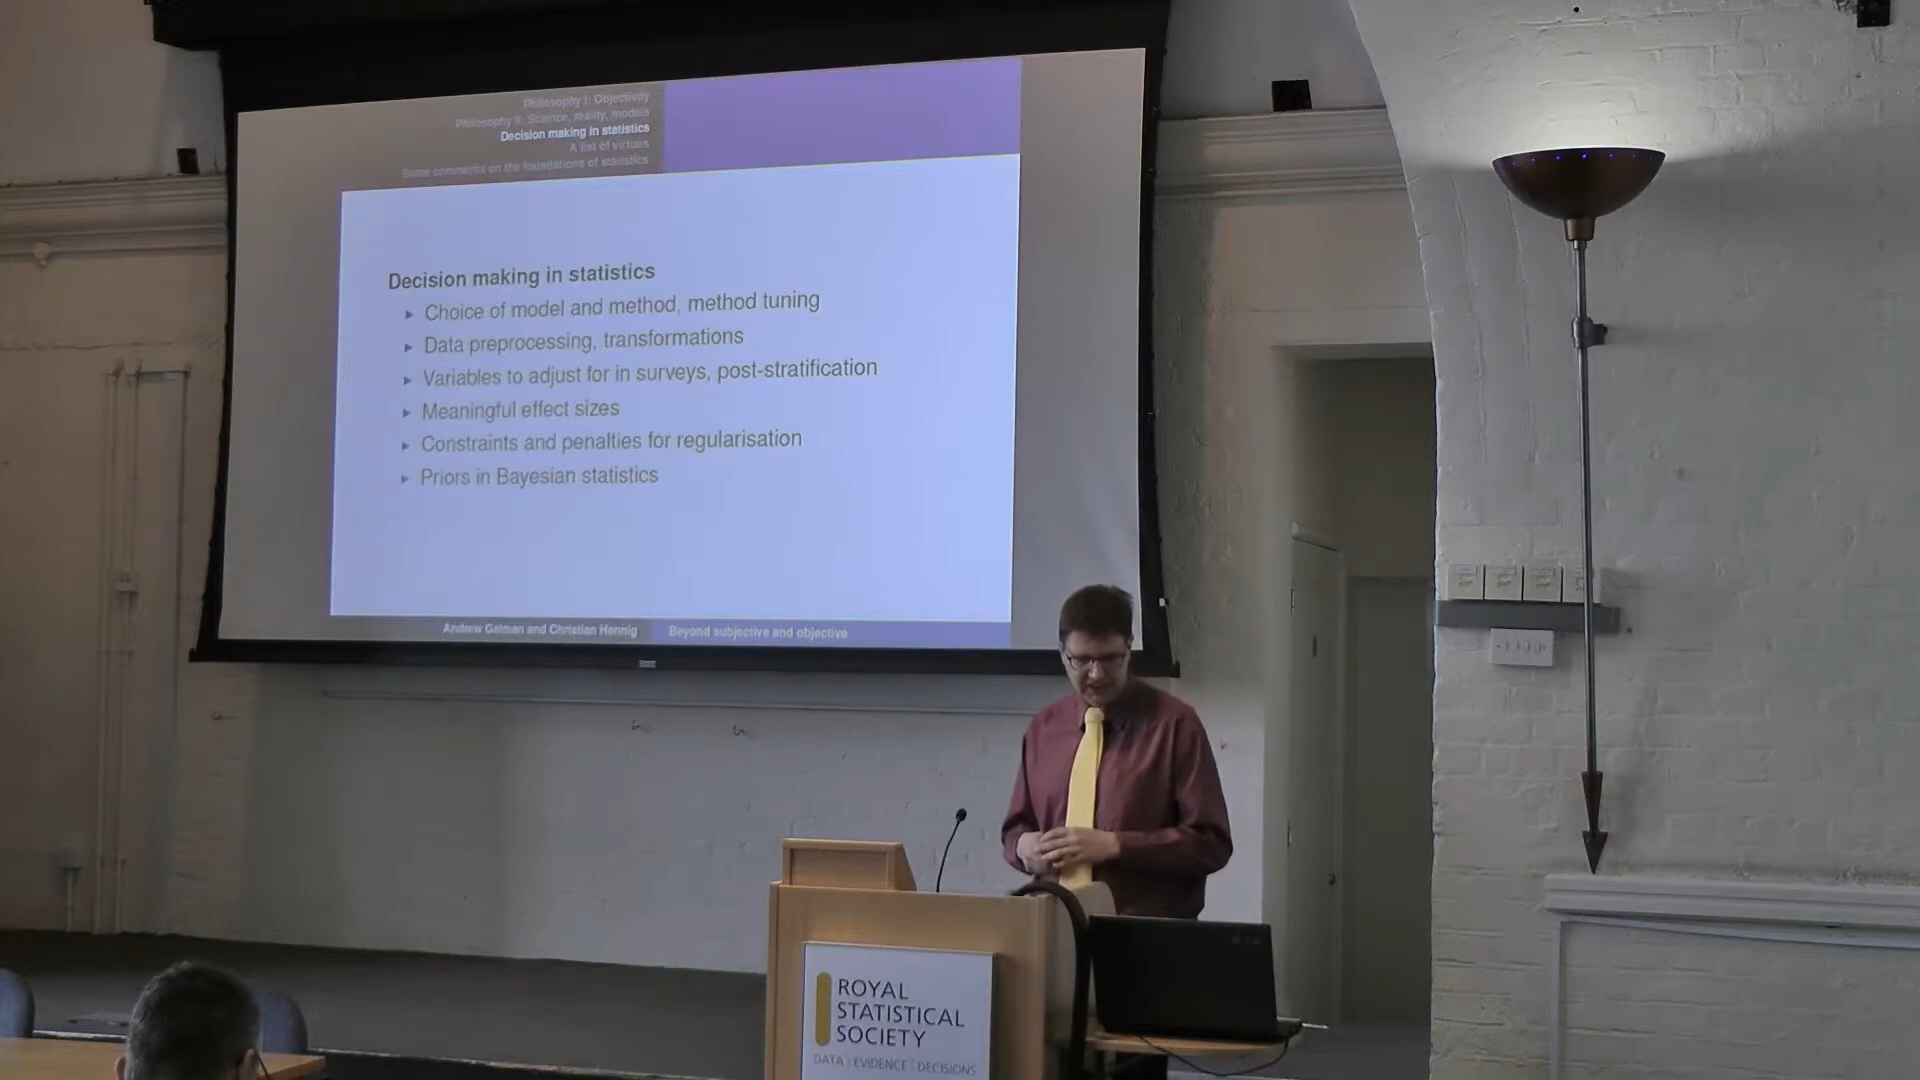 Philosophy I: Objectivity
Philosophy II: Science, reality, models
Decision making in statistics
A list of virtues
Some comments on the foundations of statistics
Decision making in statistics
Choice of model and method, method tuning
Data preprocessing, transformations
Variables to adjust for in surveys, post-stratification
Meaningful effect sizes
Constraints and penalties for regularisation
Priors in Bayesian statistics
Andrew Gelman and Christian Hennig
Beyond subjective and objective
ROYAL
STATISTICAL
SOCIETY
DATA | EVIDENCE | DECISIONS